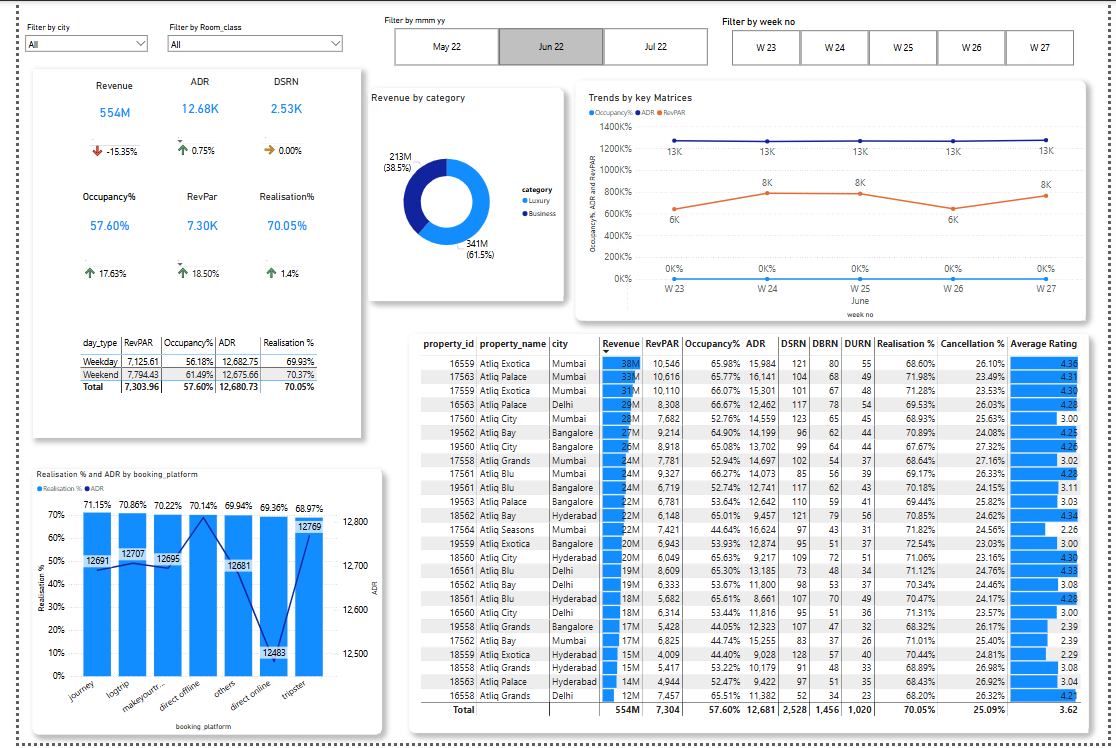 Filter by city
All
Filter by Room_class
All
Filter by mmm yy
May 22 Jun 22 Jul 22
Filter by week no
W 23 W 24 W 25 W 26 W 27
Revenue ADR DSRN
554M 12.68K 2.53K
-15.35% 0.75% 0.00%
Occupancy% RevPar Realisation%
57.60% 7.30K 70.05%
17.63% 18.50% 1.4%
day_type RevPAR Occupancy% ADR Realisation %
Weekday 7,125.61 56.18% 12,682.75 69.93%
Weekend 7,794.43 61.49% 12,675.66 70.37%
Total 7,303.96 57.60% 12,680.73 70.05%
Revenue by category
213M
(38.5%)
341M
(61.5%)
category
Luxury
Business
Trends by key Matrices
Occupancy% ADR RevPAR
Occupancy%, ADR and RevPAR
1400K%
1200K%
1000K%
800K%
600K%
400K%
200K%
0K%
13K 13K 13K 13K 13K
6K 8K 8K 6K 8K
0K% 0K% 0K% 0K% 0K%
W 23 W 24 W 25 W 26 W 27
June
week no
Realisation % and ADR by booking_platform
Realisation % ADR
71.15% 70.86% 70.22% 70.14% 69.94% 69.36% 68.97%
70%
60%
50%
40%
30%
20%
10%
0%
Realisation %
12691 12707 12695 12681 12483 12769
12,800
12,700
12,600
12,500
ADR
journey logtrip makeyourtr... direct offline others direct online tripster
booking_platform
property_id property_name city Revenue RevPAR Occupancy% ADR DSRN DBRN DURN Realisation % Cancellation % Average Rating
16559 Atliq Exotica Mumbai 38M 10,546 65.98% 15,984 121 80 55 68.60% 26.10% 4.36
17563 Atliq Palace Mumbai 33M 10,616 65.77% 16,141 104 68 49 71.98% 23.49% 4.31
17559 Atliq Exotica Mumbai 31M 10,110 66.07% 15,301 101 67 48 71.28% 23.53% 4.30
16563 Atliq Palace Delhi 29M 8,308 66.67% 12,462 117 78 54 69.53% 26.03% 4.28
17560 Atliq City Mumbai 28M 7,682 52.76% 14,559 123 65 45 68.93% 25.63% 3.00
19562 Atliq Bay Bangalore 27M 9,214 64.90% 14,199 96 62 44 70.89% 24.08% 4.25
19560 Atliq City Bangalore 26M 8,918 65.08% 13,702 99 64 44 67.67% 27.32% 4.26
17558 Atliq Grands Mumbai 24M 7,781 52.94% 14,697 102 54 37 68.64% 27.16% 3.02
17561 Atliq Blu Mumbai 24M 9,327 66.27% 14,073 85 56 39 69.17% 26.33% 4.28
19561 Atliq Blu Bangalore 24M 6,719 52.74% 12,741 117 62 43 70.18% 24.15% 3.11
19563 Atliq Palace Bangalore 22M 6,781 53.64% 12,642 110 59 41 69.44% 25.82% 3.03
18562 Atliq Bay Hyderabad 22M 6,148 65.01% 9,457 121 79 56 70.85% 24.62% 4.34
17564 Atliq Seasons Mumbai 22M 7,421 44.64% 16,624 97 43 31 71.82% 24.56% 2.26
19559 Atliq Exotica Bangalore 20M 6,943 53.93% 12,874 95 51 37 72.54% 23.03% 3.00
18560 Atliq City Hyderabad 20M 6,049 65.63% 9,217 109 72 51 71.06% 23.16% 4.30
16561 Atliq Blu Delhi 19M 8,609 65.30% 13,185 73 48 34 71.12% 24.76% 4.33
16562 Atliq Bay Delhi 19M 6,333 53.67% 11,800 98 53 37 70.34% 24.46% 3.08
18561 Atliq Blu Hyderabad 18M 5,682 65.61% 8,661 107 70 49 70.47% 24.17% 4.28
16560 Atliq City Delhi 18M 6,314 53.44% 11,816 95 51 36 71.31% 23.57% 3.00
19558 Atliq Grands Bangalore 17M 5,428 44.05% 12,323 107 47 32 68.32% 26.17% 2.39
17562 Atliq Bay Mumbai 17M 6,825 44.74% 15,255 83 37 26 71.01% 25.40% 2.39
18559 Atliq Exotica Hyderabad 15M 4,009 44.40% 9,028 128 57 40 70.44% 24.81% 2.29
18558 Atliq Grands Hyderabad 15M 5,417 53.22% 10,179 91 48 33 68.89% 26.98% 3.08
18563 Atliq Palace Hyderabad 14M 4,944 52.47% 9,422 97 51 35 68.43% 26.92% 3.04
16558 Atliq Grands Delhi 12M 7,457 65.51% 11,382 52 34 23 68.20% 26.32% 4.21
Total 554M 7,304 57.60% 12,681 2,528 1,456 1,020 70.05% 25.09% 3.62